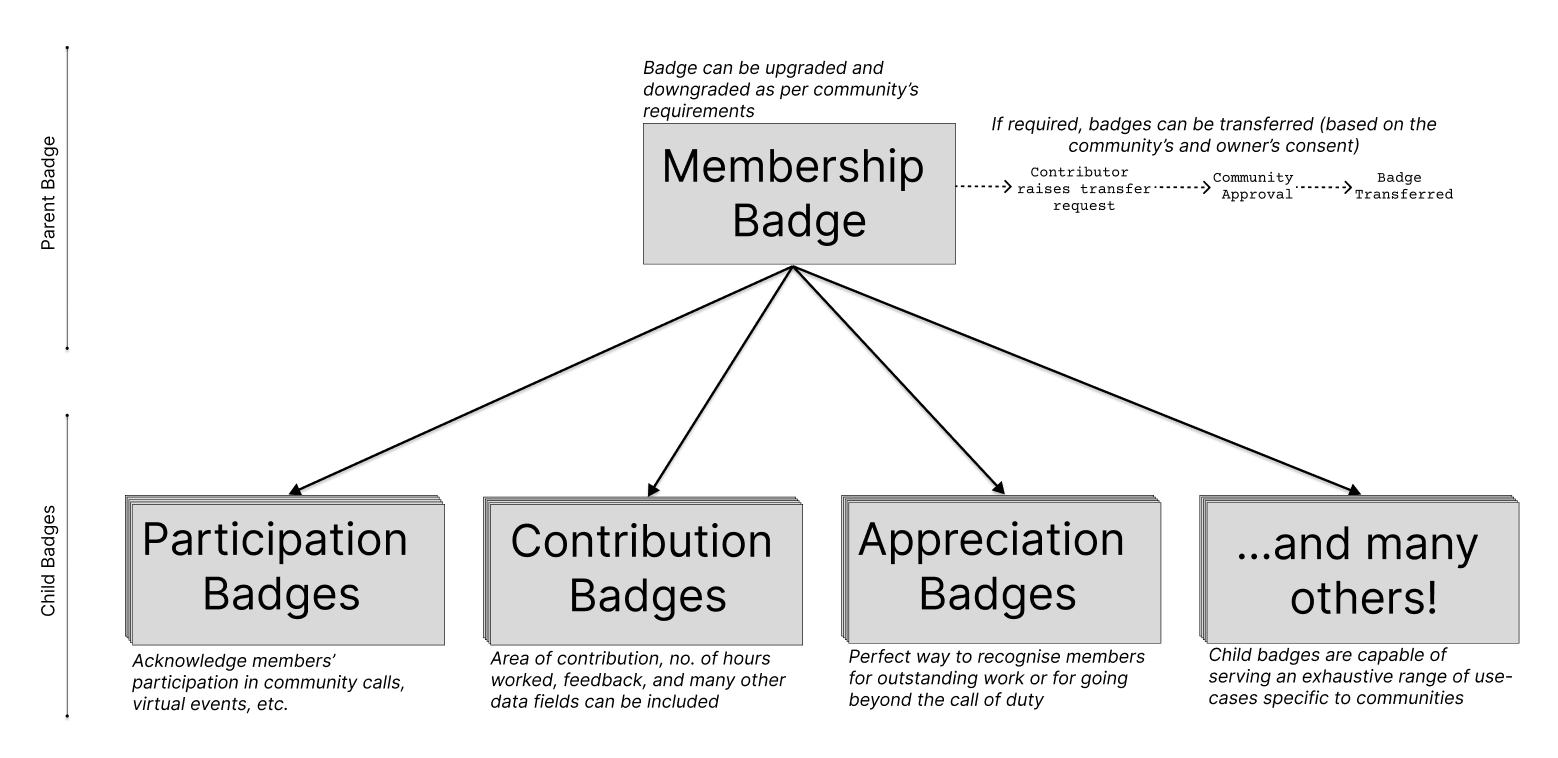 Badge can be upgraded and
downgraded as per community’s
requirements
If required, badges can be transferred (based on the
community’s and owner’s consent)
Parent Badge
Membership
Badge
Contributor
raises transfer
request
Community
Approval
Badge
Transferred
Child Badges
Participation
Badges
Contribution
Badges
Appreciation
Badges
...and many
others!
Acknowledge members’
participation in community calls,
virtual events, etc.
Area of contribution, no. of hours
worked, feedback, and many other
data fields can be included
Perfect way to recognise members
for outstanding work or for going
beyond the call of duty
Child badges are capable of
serving an exhaustive range of use-
cases specific to communities